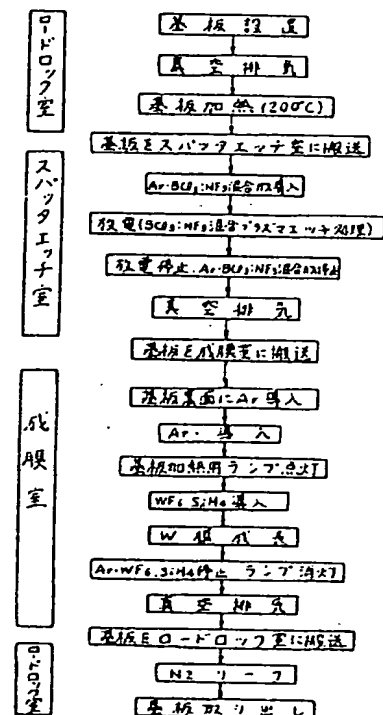 ロードロック室
基板設置
真空排気
基板加熱(200℃)
基板をスパッタエッチ室に搬送
スパッタエッチ室
Ar・BCl3:NF3混合ガス導入
放電(BCl3:NF3混合プラズマエッチ処理)
放電停止、Ar・BCl3:NF3混合ガス停止
真空排気
基板を成膜室に搬送
成膜室
基板裏面にAr導入
Ar・導入
基板加熱用ランプ点灯
WF6、SiH4導入
W膜成長
Ar・WF6、SiH4停止 ランプ消灯
真空排気
基板をロードロック室に搬送
ロードロック室
N2リーク
基板取り出し